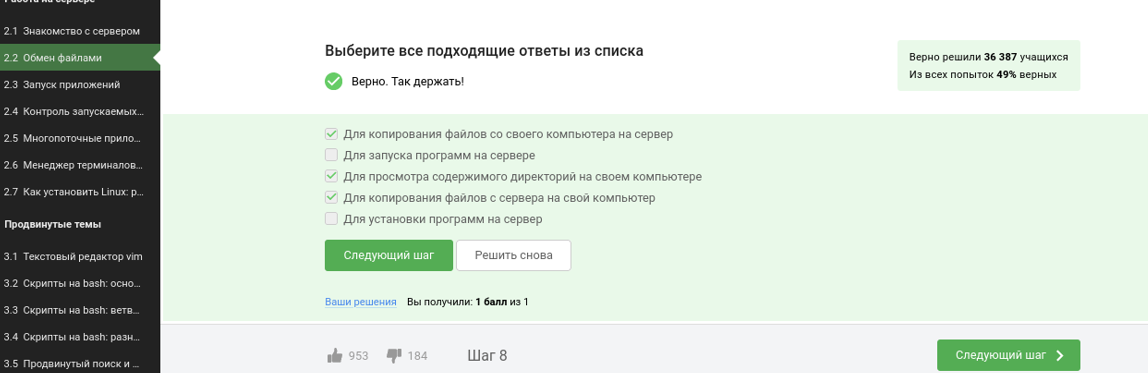 Работа на сервере
2.1 Знакомство с сервером
2.2 Обмен файлами
2.3 Запуск приложений
2.4 Контроль запускаемых...
2.5 Многопоточные прило...
2.6 Менеджер терминалов...
2.7 Как установить Linux: р...
Продвинутые темы
3.1 Текстовый редактор vim
3.2 Скрипты на bash: осно...
3.3 Скрипты на bash: ветв...
3.4 Скрипты на bash: разн...
3.5 Продвинутый поиск и ...
Выберите все подходящие ответы из списка
Верно. Так держать!
Верно решили 36 387 учащихся
Из всех попыток 49% верных
Для копирования файлов со своего компьютера на сервер
Для запуска программ на сервере
Для просмотра содержимого директорий на своем компьютере
Для копирования файлов с сервера на свой компьютер
Для установки программ на сервер
Следующий шаг
Решить снова
Ваши решения Вы получили: 1 балл из 1
953 184 Шаг 8
Следующий шаг